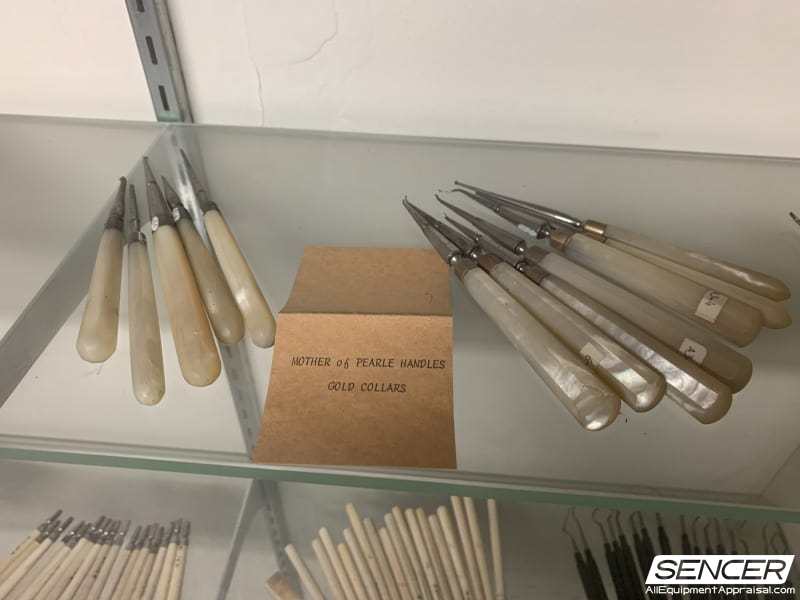 MOTHER of PEARLE HANDLES
GOLD COLLARS
SENCER
AllEquipmentAppraisal.com